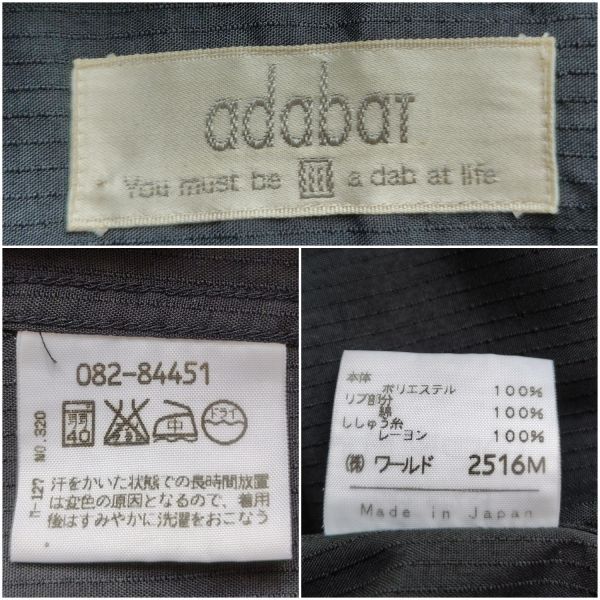 adabat
You must be a dab at life
082-84451
弱
40
中
ドライ
n-127 NO.320
汗をかいた状態での長時間放置
は変色の原因となるので、着用
後はすみやかに洗濯をおこなう
本体
ポリエステル 100%
リブ部分
綿 100%
ししゅう糸
レーヨン 100%
(株) ワールド 2516M
Made in Japan